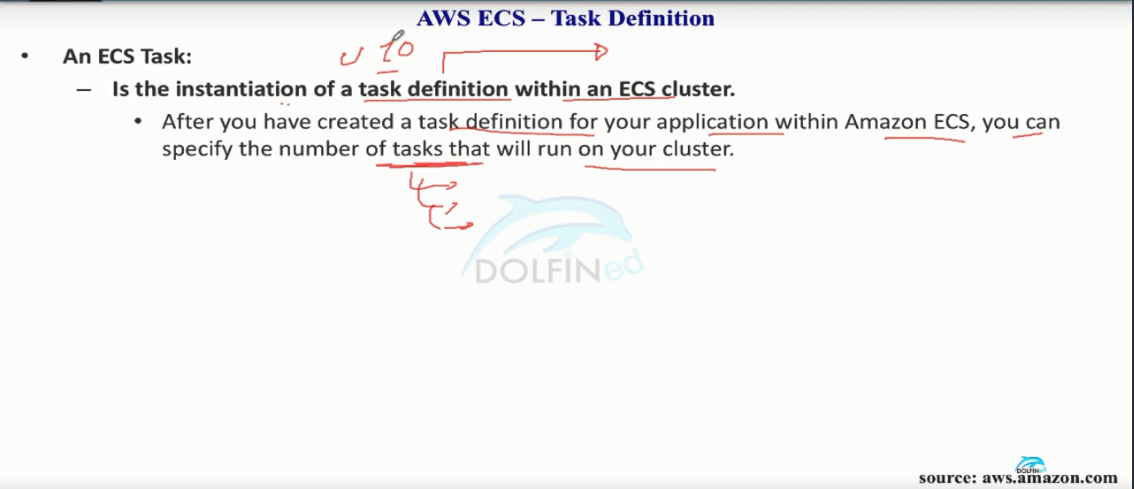 AWS ECS – Task Definition
• An ECS Task:
10
– Is the instantiation of a task definition within an ECS cluster.
• After you have created a task definition for your application within Amazon ECS, you can
specify the number of tasks that will run on your cluster.
DOLFINed
DOLFINed
source: aws.amazon.com